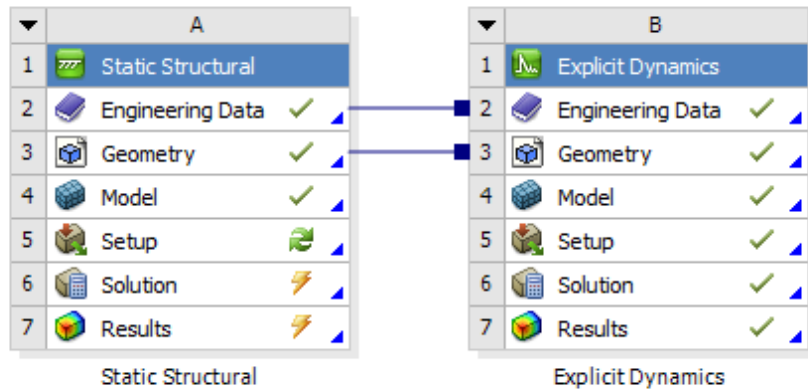 A
1 Static Structural
2 Engineering Data
3 Geometry
4 Model
5 Setup
6 Solution
7 Results
Static Structural
B
1 Explicit Dynamics
2 Engineering Data
3 Geometry
4 Model
5 Setup
6 Solution
7 Results
Explicit Dynamics